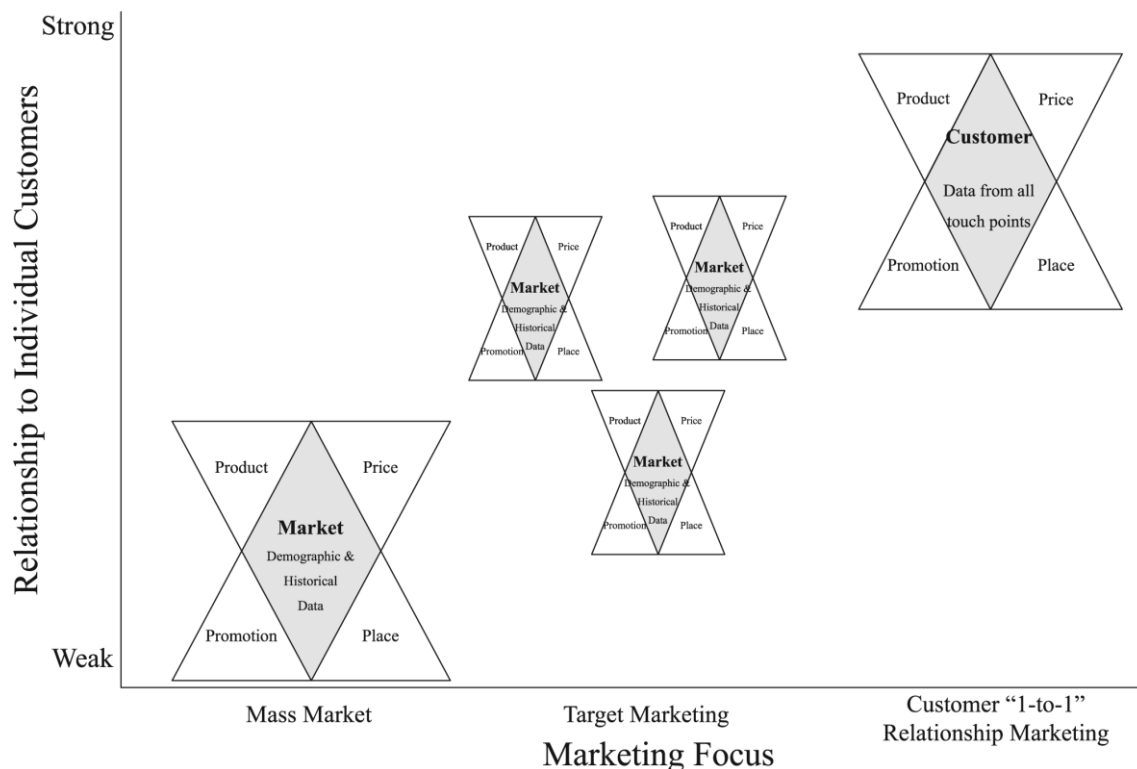 Strong
Relationship to Individual Customers
Weak
Product
Price
Market
Demographic &
Historical
Data
Promotion
Place
Product
Price
Market
Demographic &
Historical
Data
Promotion
Place
Product
Price
Market
Demographic &
Historical
Data
Promotion
Place
Product
Price
Market
Demographic &
Historical
Data
Promotion
Place
Product
Price
Customer
Data from all
touch points
Promotion
Place
Mass Market
Target Marketing
Customer “1-to-1”
Relationship Marketing
Marketing Focus